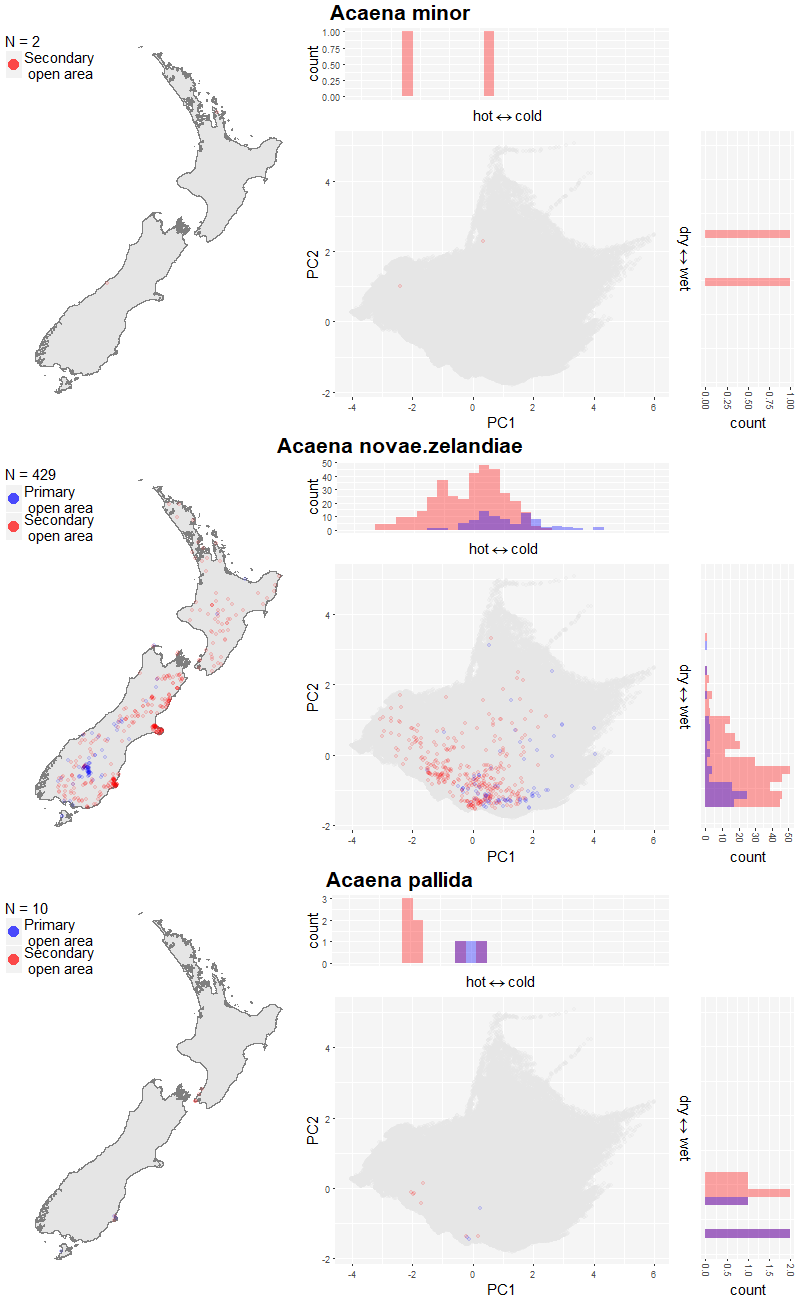 Acaena minor
N = 2
Secondary
open area
count
1.00
0.75
0.50
0.25
0.00
hot↔cold
PC2
4
2
0
-2
-4
-2
0
2
4
6
PC1
dry↔wet
0.00
0.25
0.50
0.75
1.00
count
Acaena novae.zelandiae
N = 429
Primary
open area
Secondary
open area
count
50
40
30
20
10
0
hot↔cold
PC2
4
2
0
-2
-4
-2
0
2
4
6
PC1
dry↔wet
0
10
20
30
40
50
count
Acaena pallida
N = 10
Primary
open area
Secondary
open area
count
3
2
1
0
hot↔cold
PC2
4
2
0
-2
-4
-2
0
2
4
6
PC1
dry↔wet
0.0
0.5
1.0
1.5
2.0
count